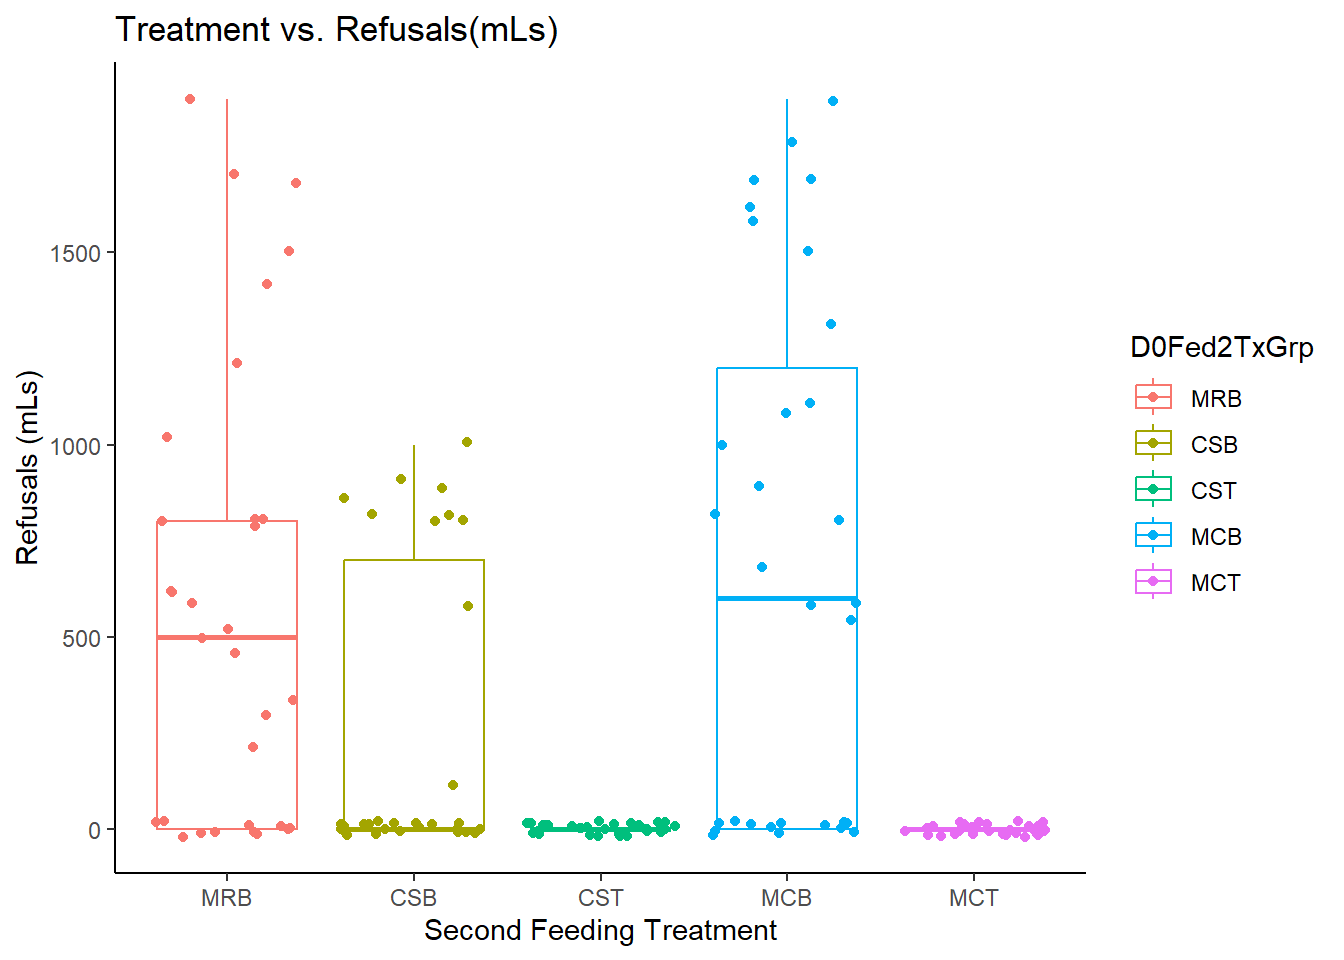 Treatment vs. Refusals(mLs)
Refusals (mLs)
1500
1000
500
0
MRB
CSB
CST
MCB
MCT
Second Feeding Treatment
D0Fed2TxGrp
MRB
CSB
CST
MCB
MCT